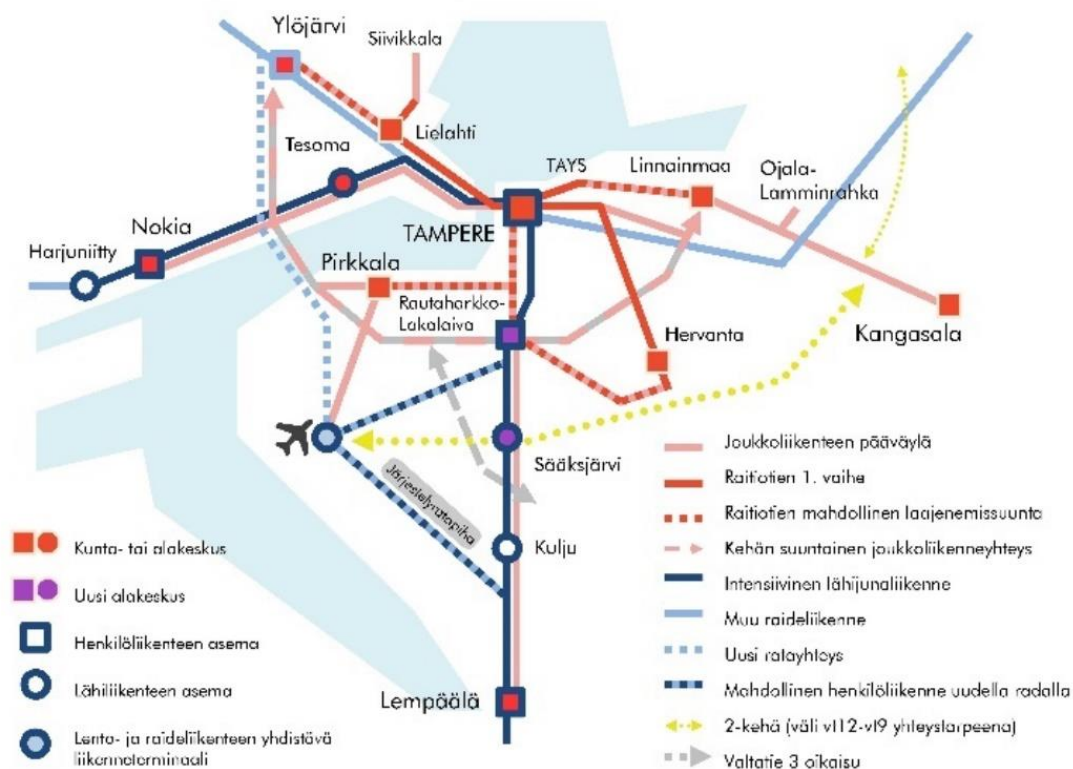 Ylöjärvi
Siivikkala
Lielahti
Tesoma
TAYS
Linnainmaa
Ojala-
Lamminrahka
Nokia
Harjuniitty
TAMPERE
Pirkkala
Rautaharkko-
Lakalaiva
Hervanta
Kangasala
Sääksjärvi
Järjestelyratapiha
Kulju
Lempäälä
Kunta- tai alakeskus
Uusi alakeskus
Henkilöliikenteen asema
Lähiliikenteen asema
Lento- ja raideliikenteen yhdistävä
liikenneterminaali
Joukkoliikenteen pääväylä
Raitiotien 1. vaihe
Raitiotien mahdollinen laajenemissuunta
Kehän suuntainen joukkoliikenneyhteys
Intensiivinen lähijunaliikenne
Muu raideliikenne
Uusi ratayhteys
Mahdollinen henkilöliikenne uudella radalla
2-kehä (väli vt12-vt9 yhteystarpeena)
Valtatie 3 oikaisu